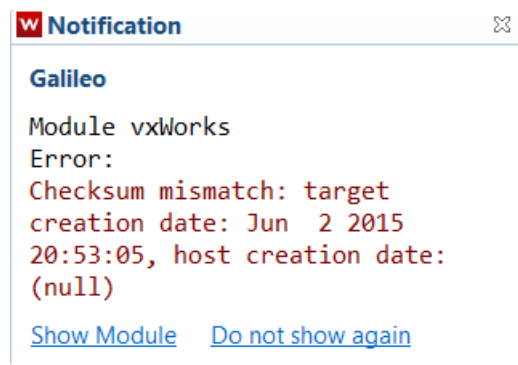 W Notification
Galileo
Module vxWorks
Error:
Checksum mismatch: target
creation date: Jun  2 2015
20:53:05, host creation date:
(null)
Show Module Do not show again